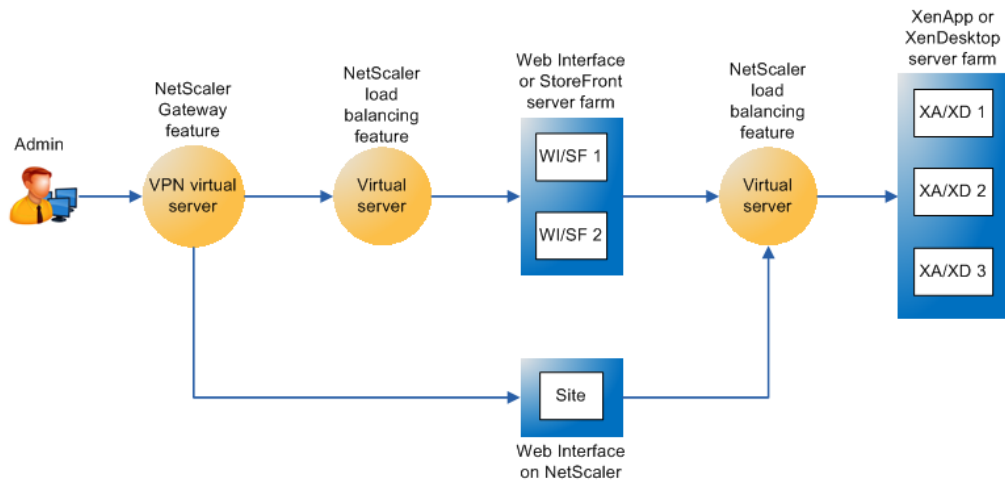 Admin
NetScaler
Gateway
feature
VPN virtual
server
NetScaler
load
balancing
feature
Virtual
server
Web Interface
or StoreFront
server farm
WI/SF 1
WI/SF 2
NetScaler
load
balancing
feature
Virtual
server
XenApp or
XenDesktop
server farm
XA/XD 1
XA/XD 2
XA/XD 3
Site
Web Interface
on NetScaler